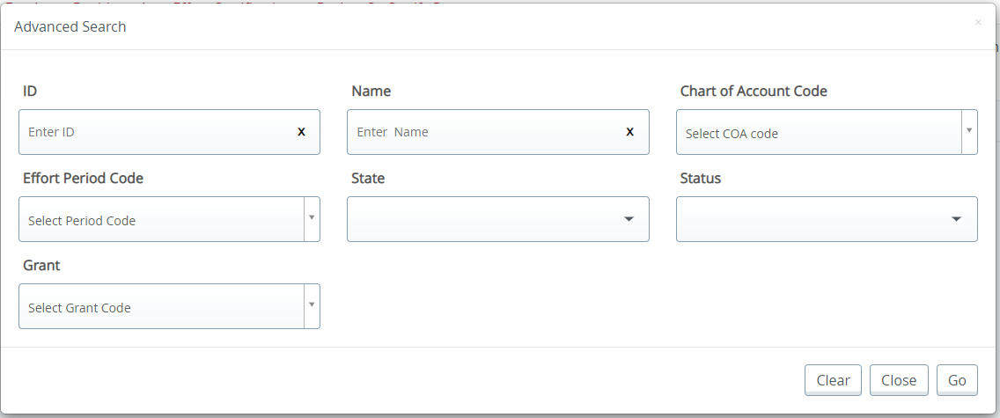 Advanced Search
×
ID
Name
Chart of Account Code
Enter ID x
Enter Name x
Select COA code
Effort Period Code
State
Status
Select Period Code
Grant
Select Grant Code
Clear
Close
Go